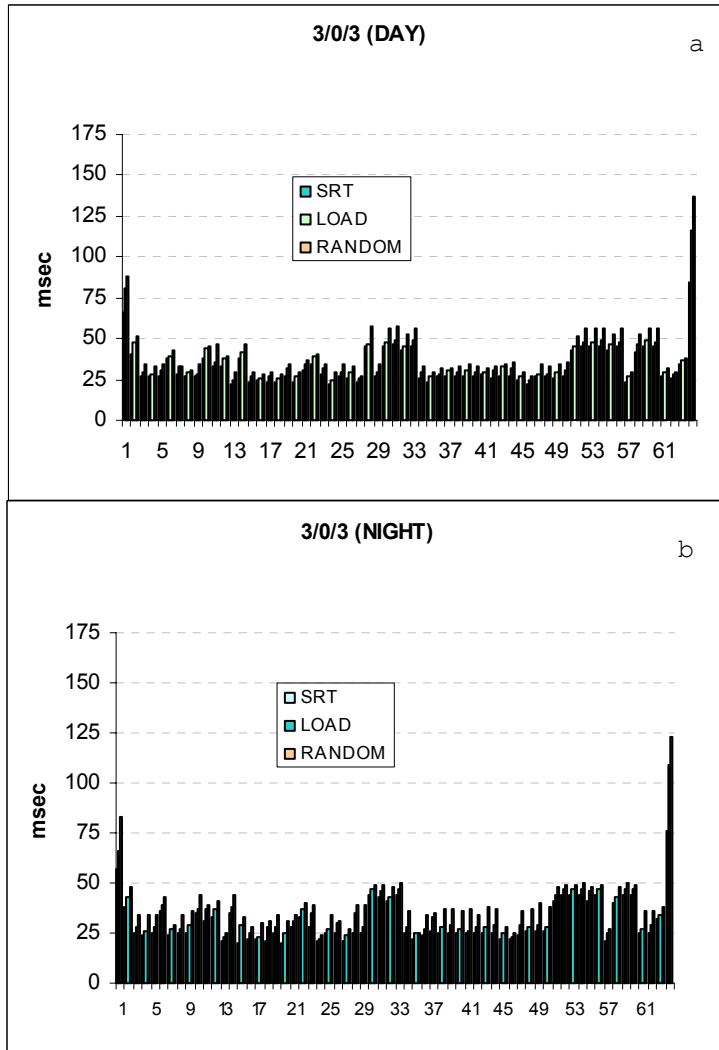 3/0/3 (DAY)
a
175
150
125
100
75
50
25
0
msec
SRT
LOAD
RANDOM
1 5 9 13 17 21 25 29 33 37 41 45 49 53 57 61
3/0/3 (NIGHT)
b
175
150
125
100
75
50
25
0
msec
SRT
LOAD
RANDOM
1 5 9 13 17 21 25 29 33 37 41 45 49 53 57 61